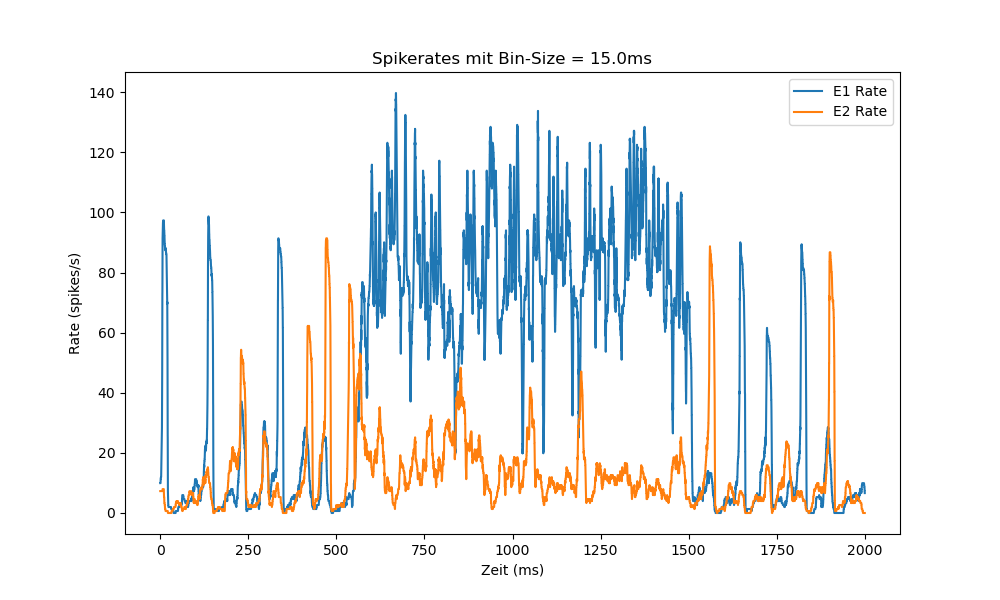 Spikerates mit Bin-Size = 15.0ms
E1 Rate
E2 Rate
140
120
100
80
60
40
20
0
Rate (spikes/s)
0 250 500 750 1000 1250 1500 1750 2000
Zeit (ms)